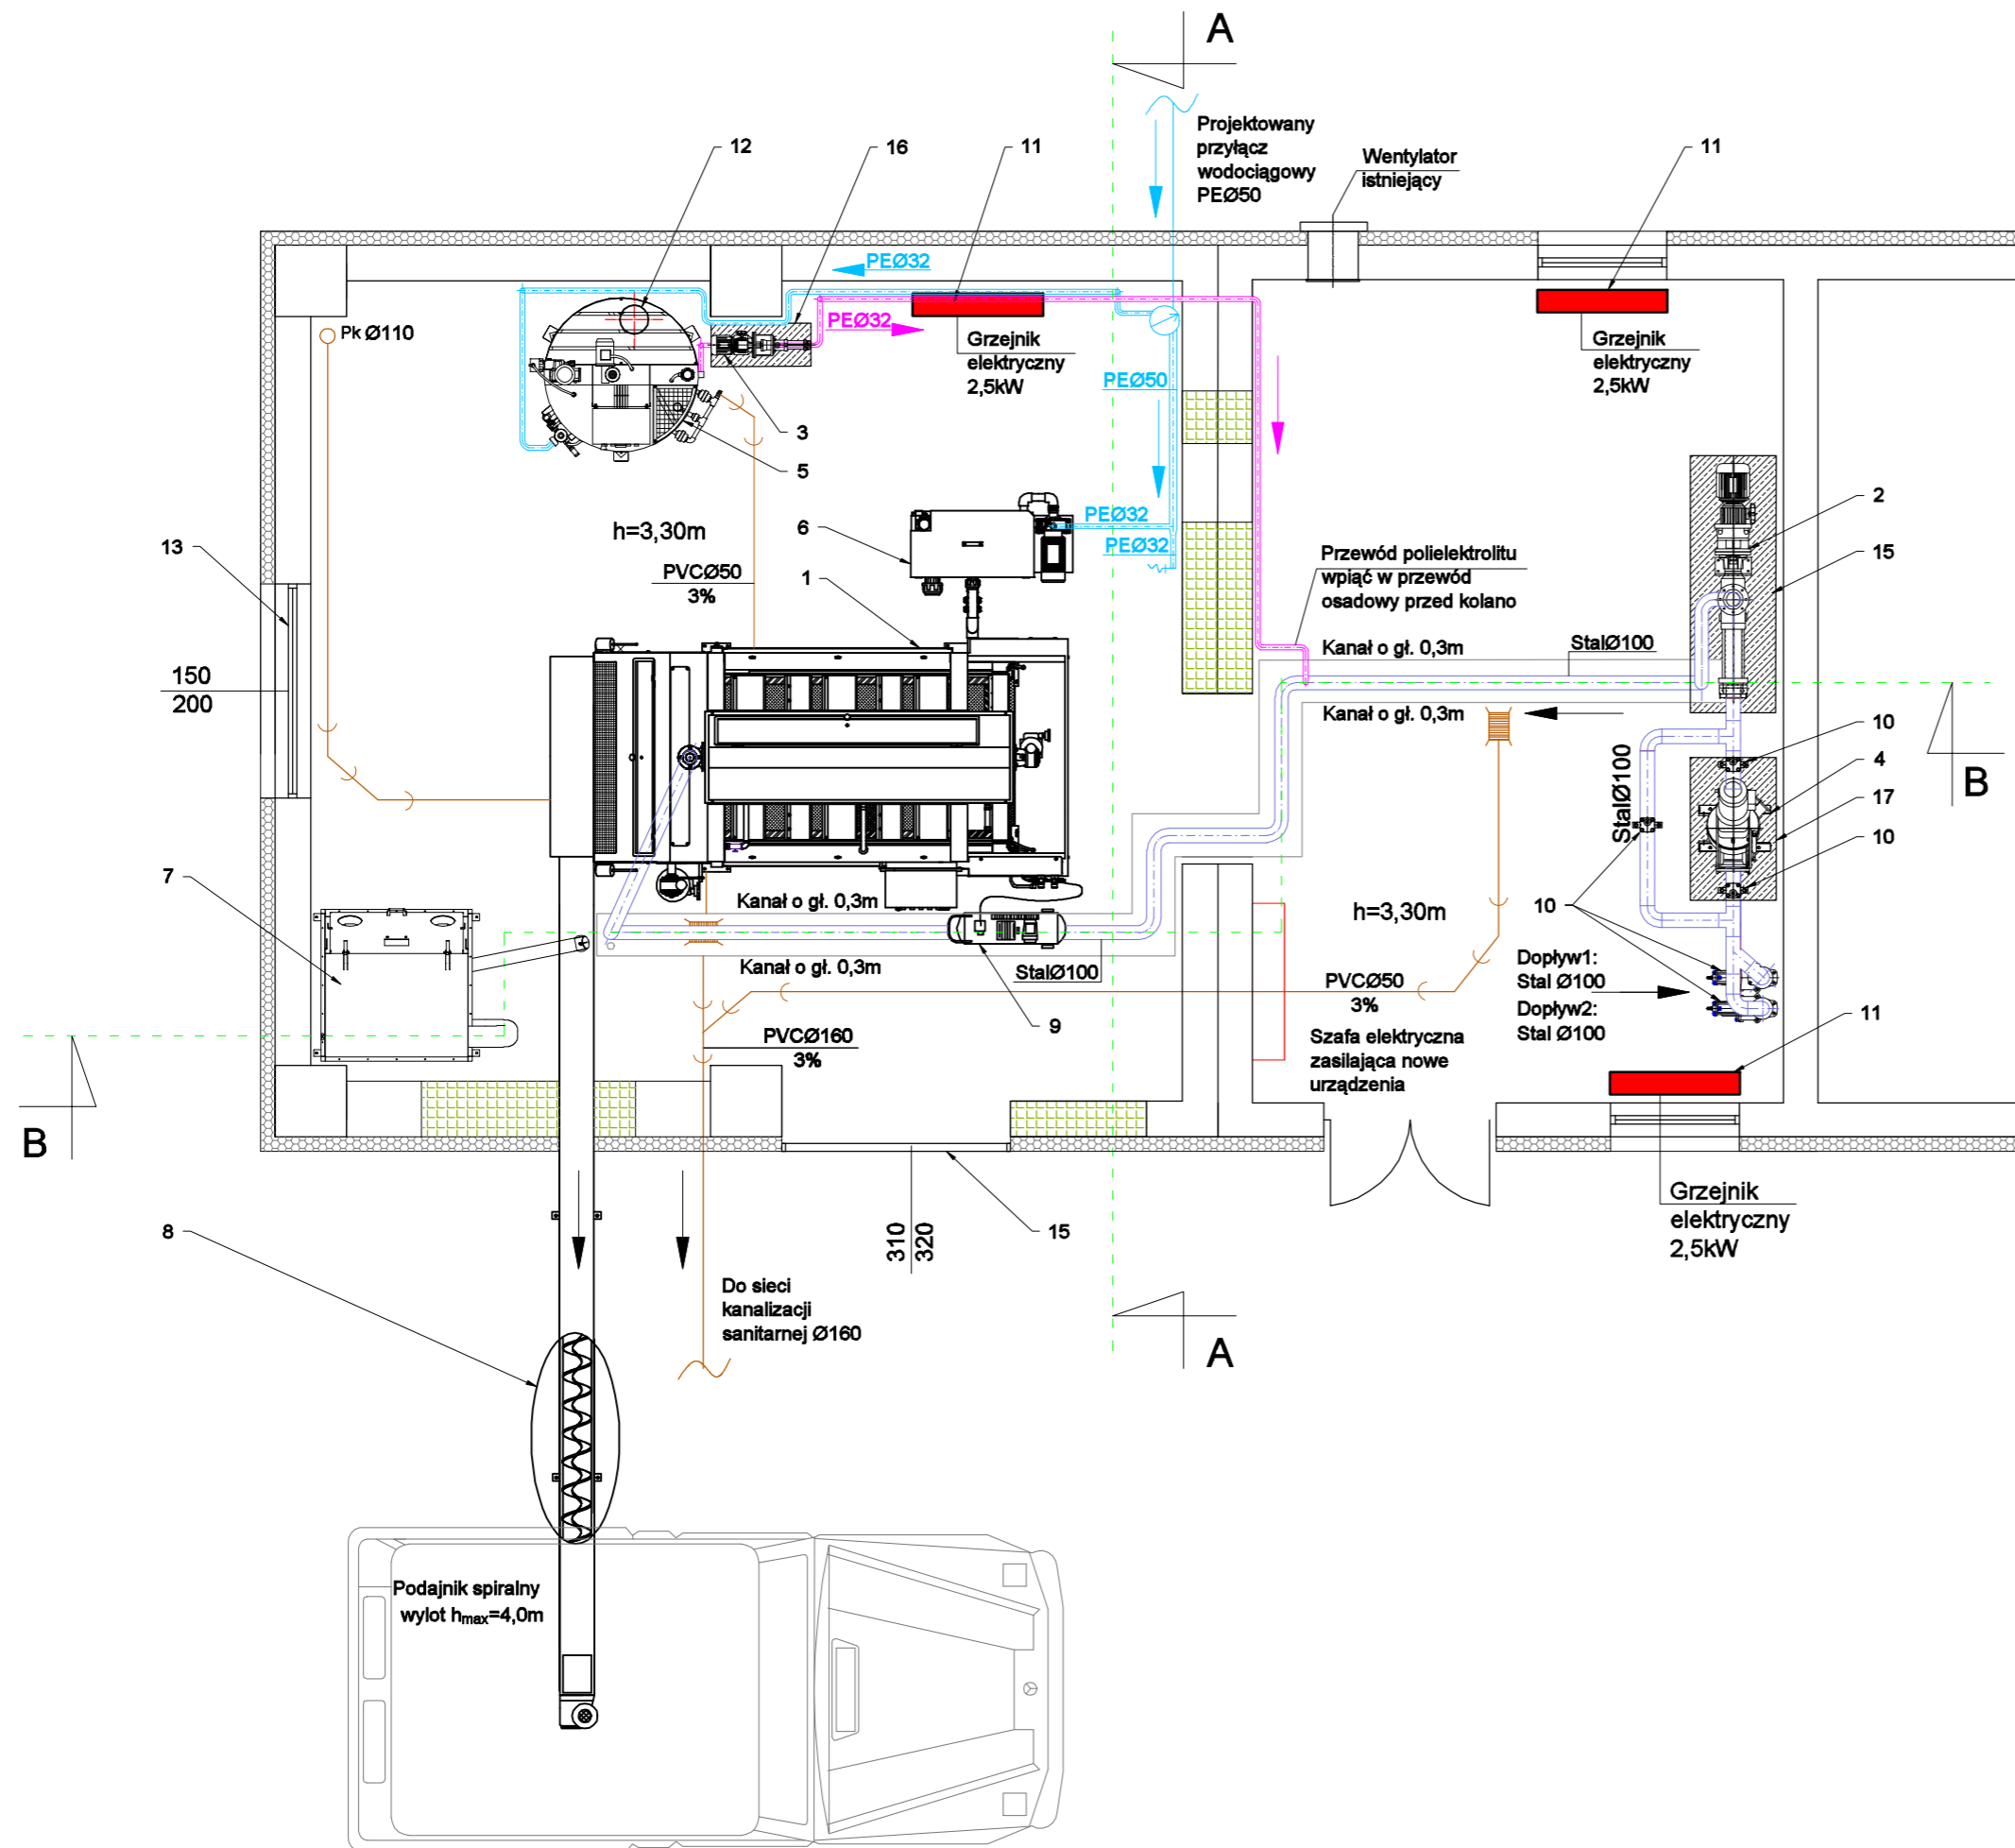 A
Projektowany
przyłącz
wodociągowy
PEØ50
12
16
11
Wentylator
istniejący
11
PEØ32
Pk Ø110
PEØ32
Grzejnik
elektryczny
2,5kW
Grzejnik
elektryczny
2,5kW
PEØ50
3
5
2
h=3,30m
6
PEØ32
PEØ32
13
Przewód polielektrolitu
wpiąć w przewód
osadowy przed kolano
15
PVCØ50
3%
1
Kanał o gł. 0,3m
StalØ100
150
200
Kanał o gł. 0,3m
10
StalØ100
4
B
17
10
7
Kanał o gł. 0,3m
10
h=3,30m
Kanał o gł. 0,3m
StalØ100
Dopływ1:
Stal Ø100
Dopływ2:
Stal Ø100
PVCØ50
3%
9
11
PVCØ160
3%
Szafa elektryczna
zasilająca nowe
urządzenia
B
Grzejnik
elektryczny
2,5kW
8
310
320
15
Do sieci
kanalizacji
sanitarnej Ø160
A
Podajnik spiralny
wylot hmax=4,0m